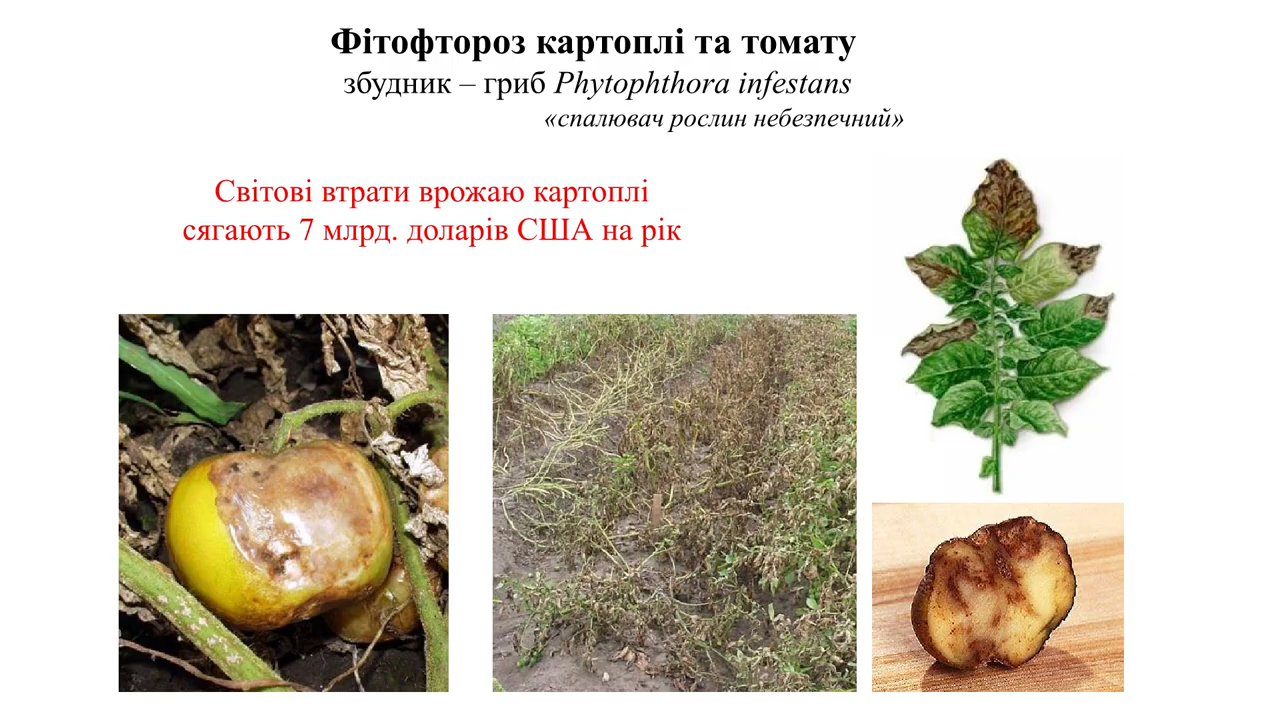 Фітофтороз картоплі та томату
збудник – гриб Phytophthora infestans
«спалювач рослин небезпечний»
Світові втрати врожаю картоплі
сягають 7 млрд. доларів США на рік